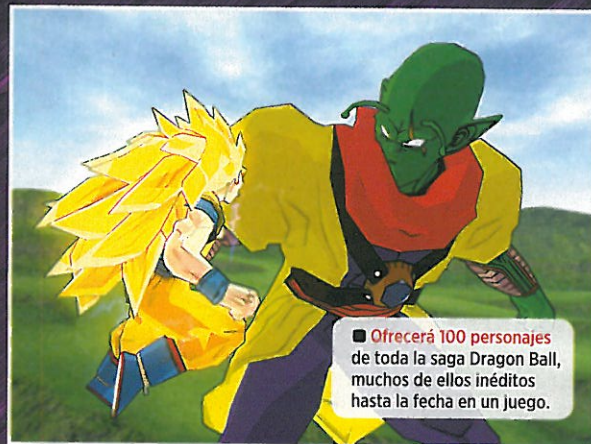 ■ Ofrecerá 100 personajes
de toda la saga Dragon Ball,
muchos de ellos inéditos
hasta la fecha en un juego.